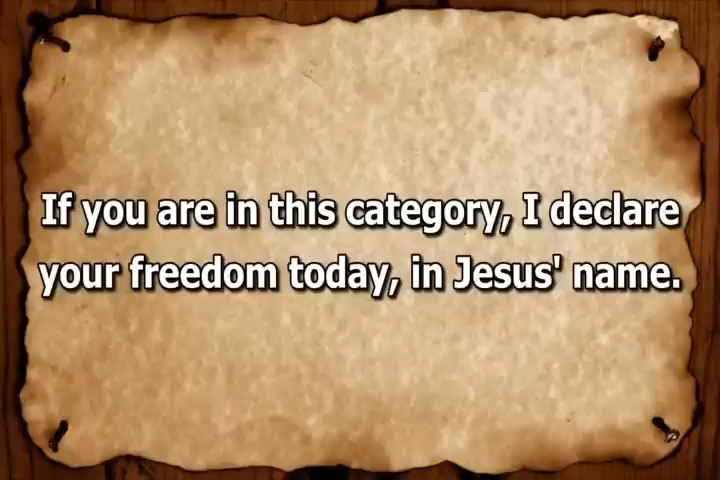 If you are in this category, I declare
your freedom today, in Jesus' name.